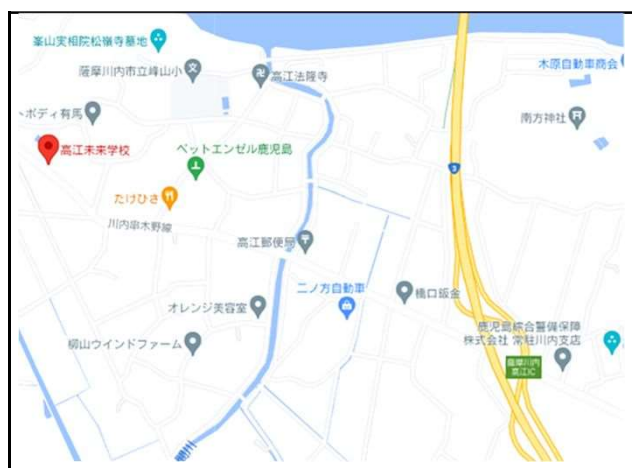 峯山実相院松嶺寺墓地
木原自動車商会
薩摩川内市立峰山小
高江法隆寺
トボディ有馬
南方神社
高江未来学校
ペットエンゼル鹿児島
3
たけひさ
川内串木野線
高江郵便局
二ノ方自動車
橋口鈑金
オレンジ美容室
鹿児島綜合警備保障
株式会社 常駐川内支店
柳山ウインドファーム
薩摩川内
高江IC